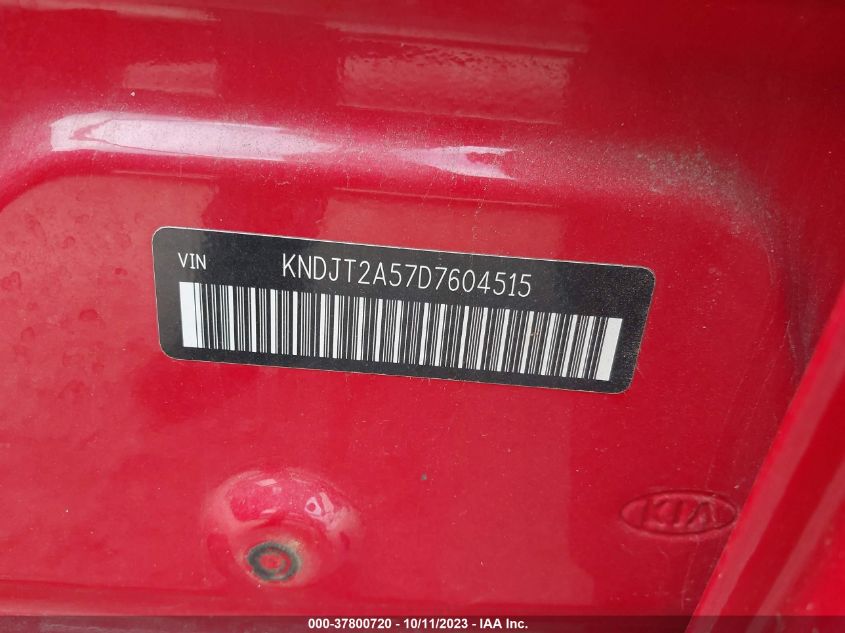 VIN KNDJT2A57D7604515
KIA
000-37800720 - 10/11/2023 - IAA, Inc.